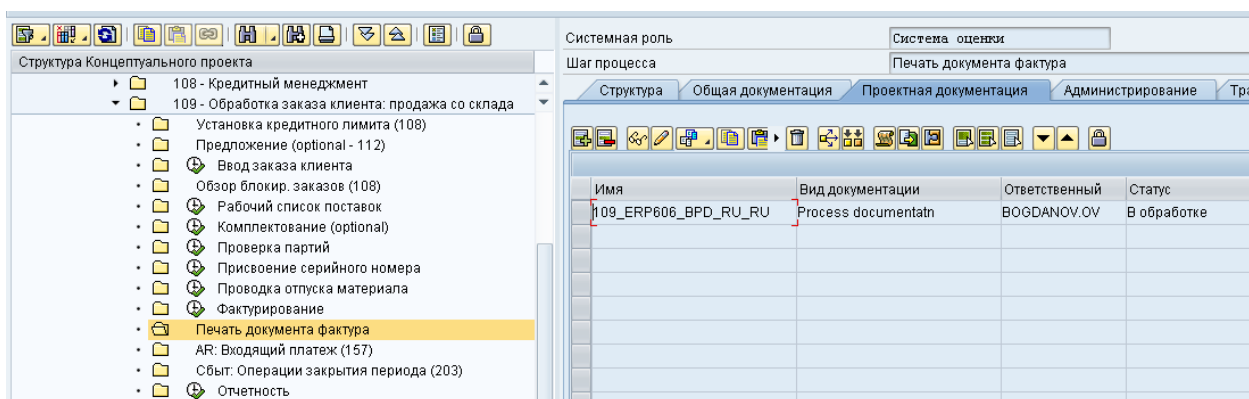 Системная роль
Система оценки
Структура Концептуального проекта
Шаг процесса
Печать документа фактура
108 - Кредитный менеджмент
109 - Обработка заказа клиента: продажа со склада
Установка кредитного лимита (108)
Предложение (optional - 112)
Ввод заказа клиента
Обзор блокир. заказов (108)
Рабочий список поставок
Комплектование (optional)
Проверка партий
Присвоение серийного номера
Проводка отпуска материала
Фактурирование
Печать документа фактура
AR: Входящий платеж (157)
Сбыт: Операции закрытия периода (203)
Отчетность
Структура
Общая документация
Проектная документация
Администрирование
Тра
Имя
Вид документации
Ответственный
Статус
109_ERP606_BPD_RU_RU
Process documentatn
BOGDANOV.OV
В обработке